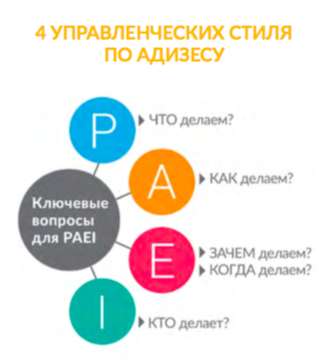 4 УПРАВЛЕНЧЕСКИХ СТИЛЯ
ПО АДИЗЕСУ
P
ЧТО делаем?
A
КАК делаем?
Ключевые
вопросы
для PAEI
E
ЗАЧЕМ делаем?
КОГДА делаем?
I
КТО делает?